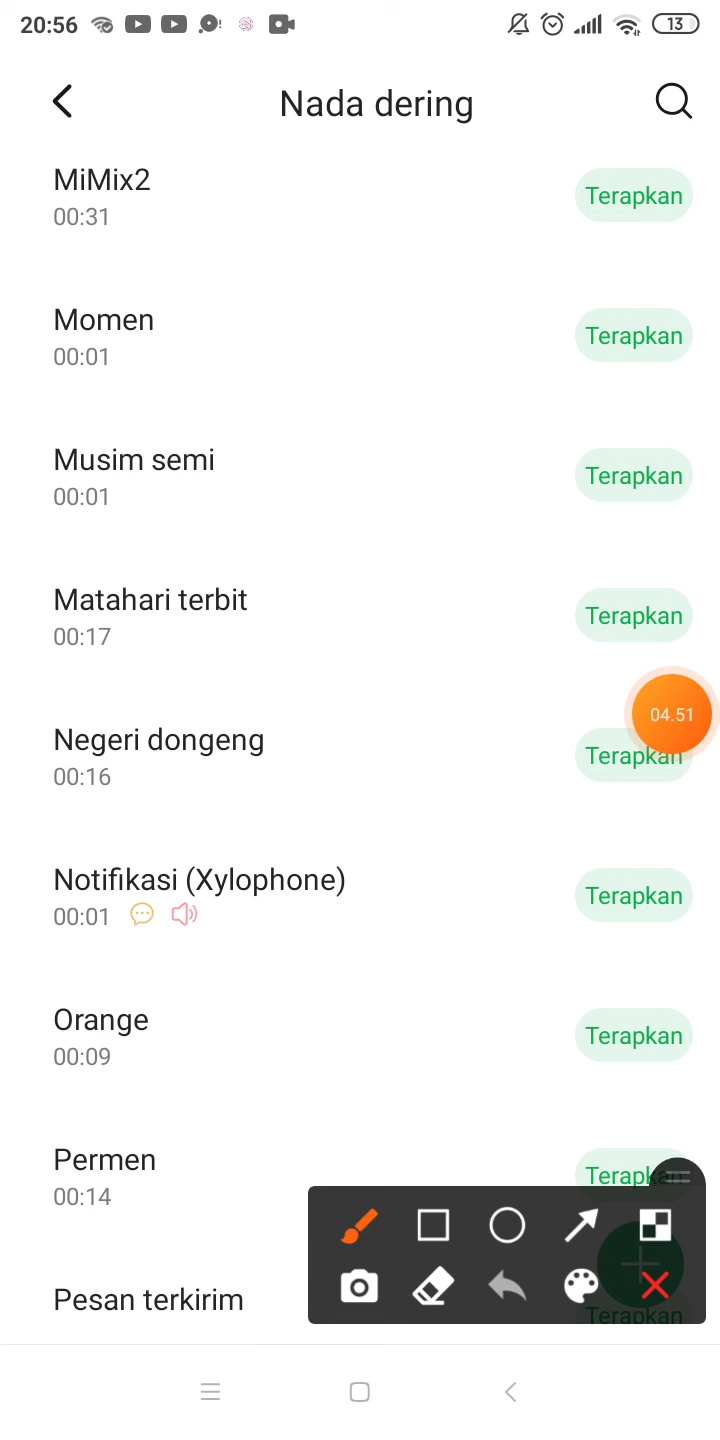 20:56
13
Nada dering
MiMix2
00:31
Terapkan
Momen
00:01
Terapkan
Musim semi
00:01
Terapkan
Matahari terbit
00:17
Terapkan
04.51
Negeri dongeng
00:16
Terapkan
Notifikasi (Xylophone)
00:01
Terapkan
Orange
00:09
Terapkan
Permen
00:14
Terapkan
Pesan terkirim
Terapkan